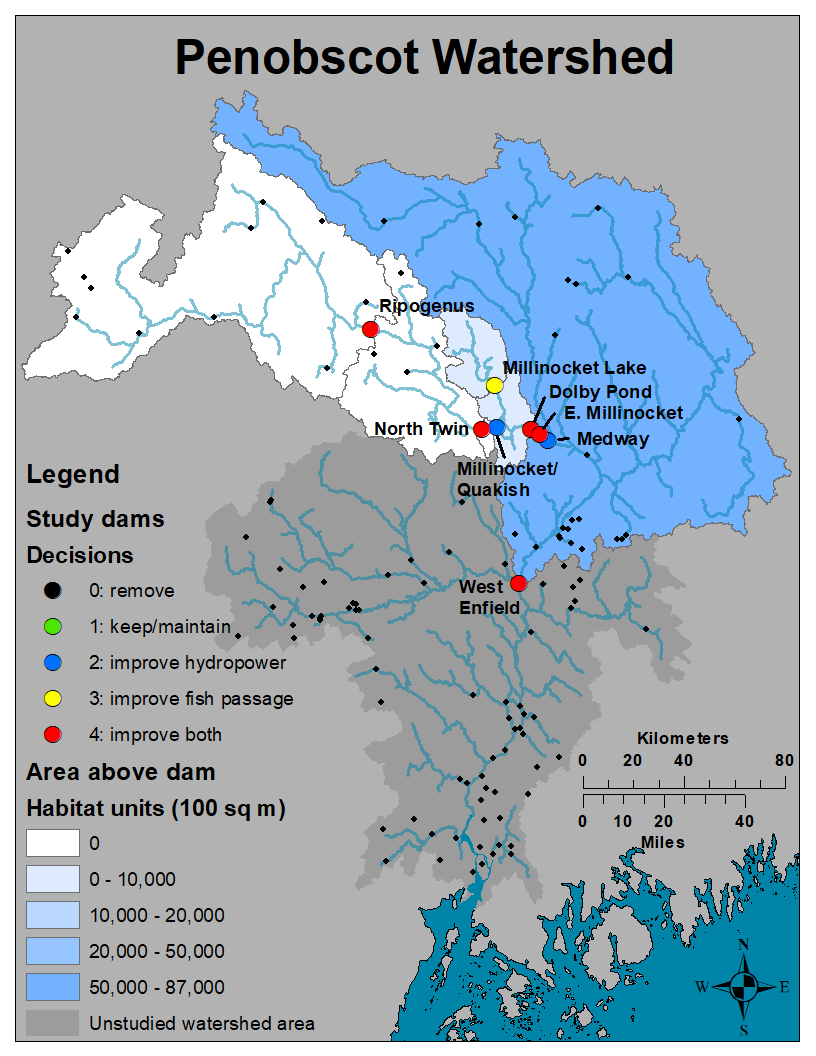 Penobscot Watershed
Ripogenus
Millinocket Lake
Dolby Pond
E. Millinocket
North Twin
Medway
Millinocket/
Quakish
West
Enfield
Legend
Study dams
Decisions
0: remove
1: keep/maintain
2: improve hydropower
3: improve fish passage
4: improve both
Area above dam
Habitat units (100 sq m)
0
0 - 10,000
10,000 - 20,000
20,000 - 50,000
50,000 - 87,000
Unstudied watershed area
Kilometers
0 20 40 80
0 10 20 40
Miles
N
W E
S